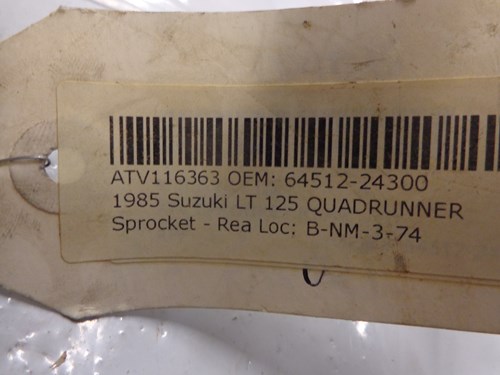 ATV116363 OEM: 64512-24300
1985 Suzuki LT 125 QUADRUNNER
Sprocket - Rea Loc: B-NM-3-74